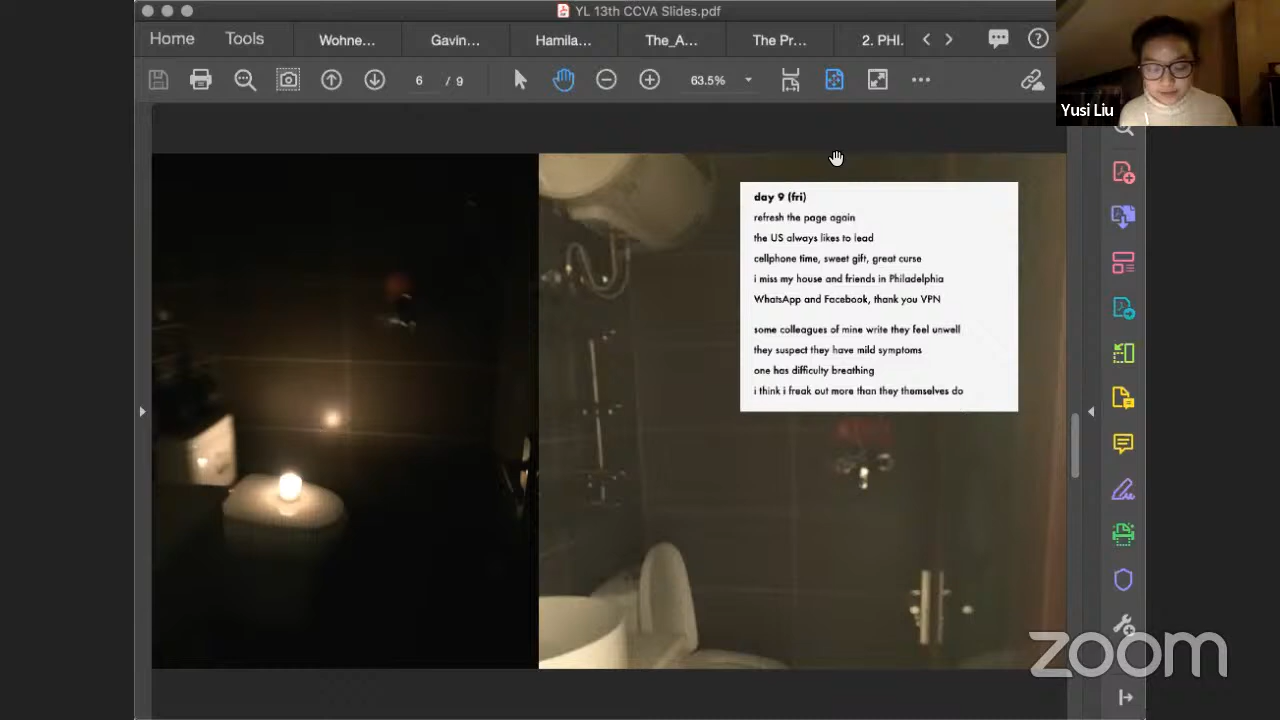 YL 13th CCVA Slides.pdf
Home Tools Wohne... Gavin... Hamila... The_A... The Pr... 2. PHI.
6 / 9 63.5%
Yusi Liu
day 9 (fri)
refresh the page again
the US always likes to lead
cellphone time, sweet gift, great curse
i miss my house and friends in Philadelphia
WhatsApp and Facebook, thank you VPN
some colleagues of mine write they feel unwell
they suspect they have mild symptoms
one has difficulty breathing
i think i freak out more than they themselves do
zoom